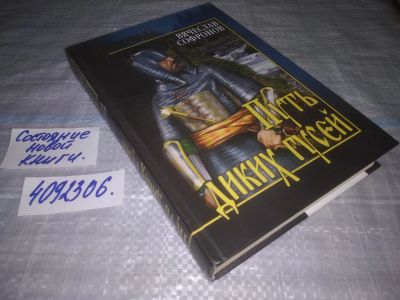 ВЯЧЕСЛАВ
СОФРОНОВ
Путь
диких гусей
Состояние
новой
книги.
4092306.